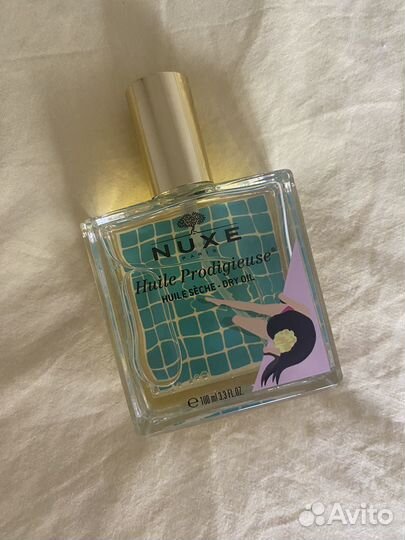 NUXE
PARIS
Huile Prodigieuse®
HUILE SÈCHE - DRY OIL
℮ 100 ml 3.3 FL.OZ.
Avito